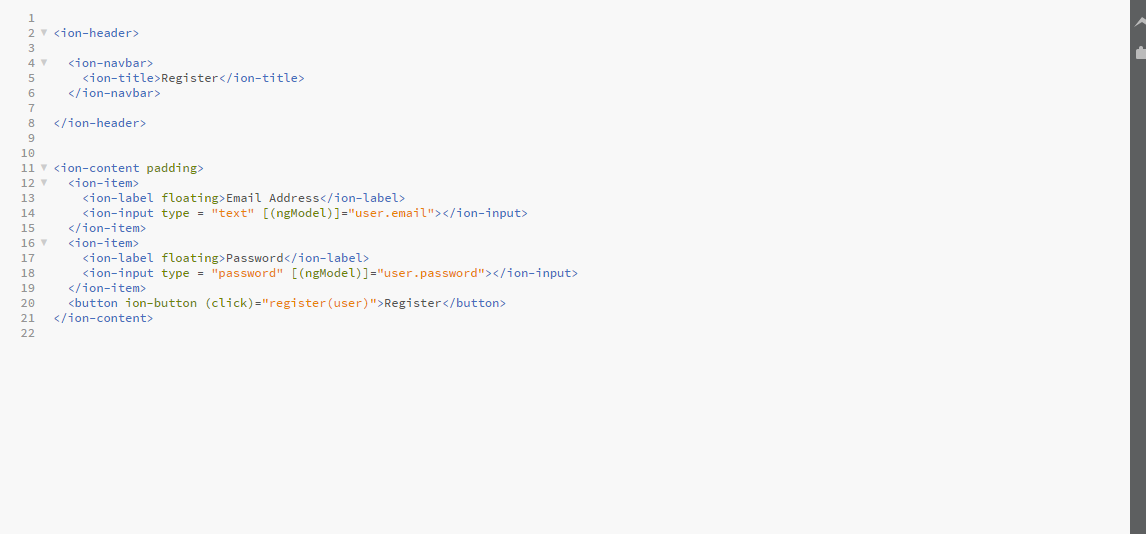 1
2 <ion-header>
3
4   <ion-navbar>
5     <ion-title>Register</ion-title>
6   </ion-navbar>
7
8 </ion-header>
9
10
11 <ion-content padding>
12   <ion-item>
13     <ion-label floating>Email Address</ion-label>
14     <ion-input type = "text" [(ngModel)]="user.email"></ion-input>
15   </ion-item>
16   <ion-item>
17     <ion-label floating>Password</ion-label>
18     <ion-input type = "password" [(ngModel)]="user.password"></ion-input>
19   </ion-item>
20   <button ion-button (click)="register(user)">Register</button>
21 </ion-content>
22